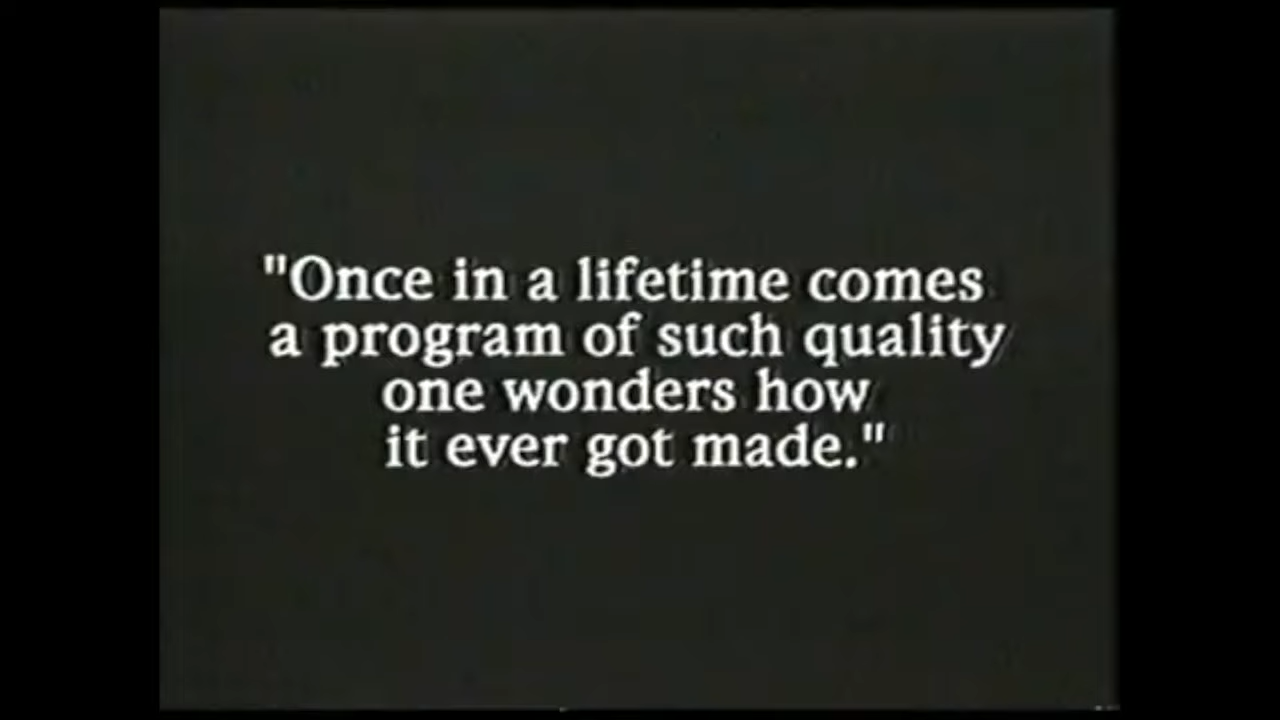 "Once in a lifetime comes
a program of such quality
one wonders how
it ever got made."